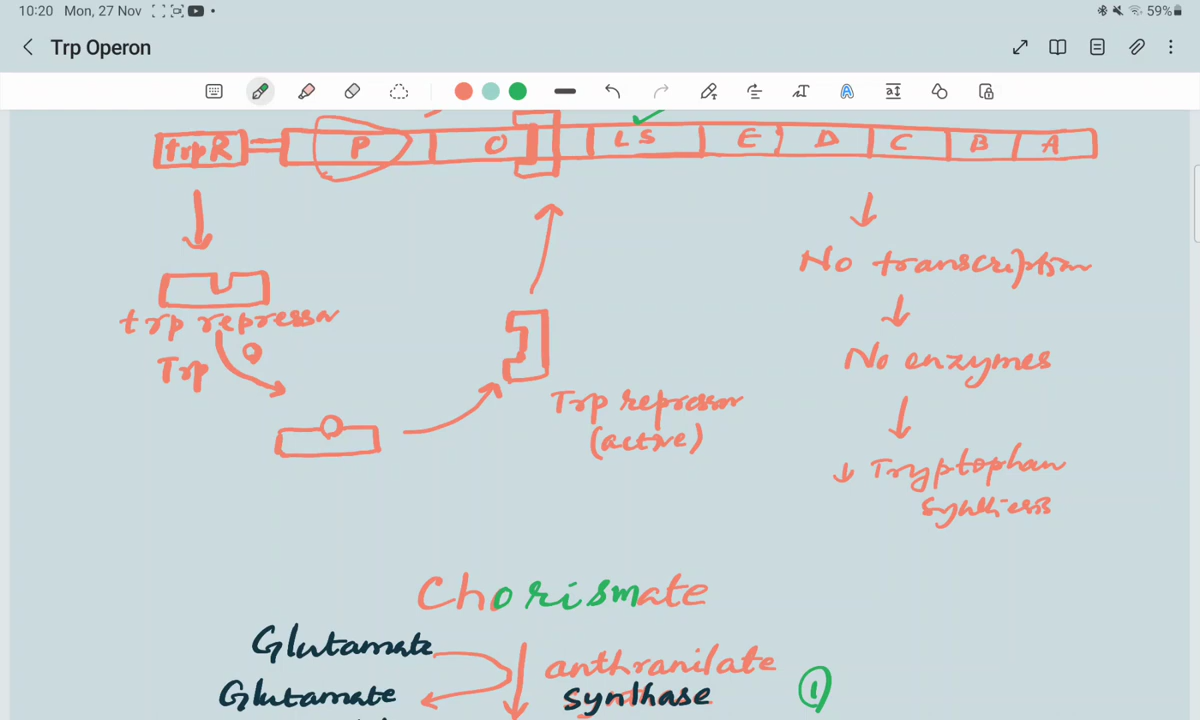 10:20 Mon, 27 Nov
59%
Trp Operon
trpR P O LS E D C B A
No transcription
trp repressor
Trp
No enzymes
Trp repressor
(active)
↓ Tryptophan
synthesis
Chorismate
Glutamate
anthranilate
Glutamate
synthase
1